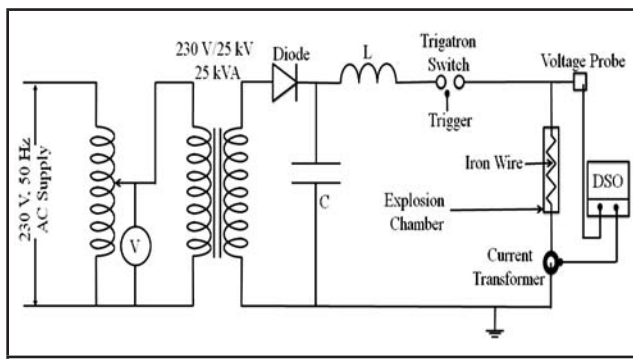 230 V, 50 Hz
AC Supply
V
230 V/25 kV
25 kVA
Diode
C
L
Trigatron
Switch
Trigger
Voltage Probe
Iron Wire
Explosion
Chamber
DSO
Current
Transformer